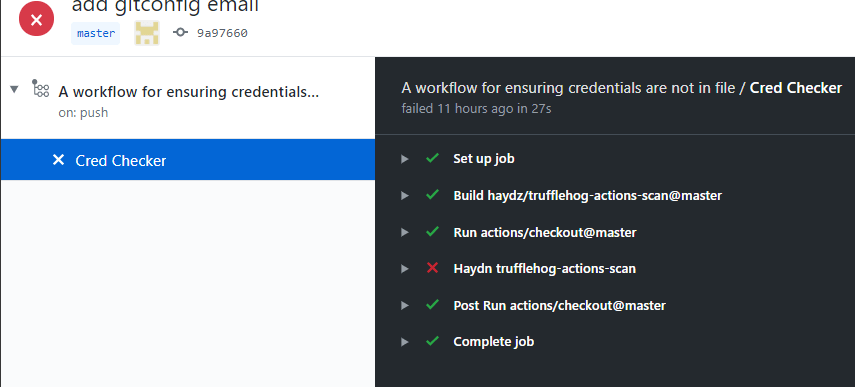 add gitconfig email
master 9a97660
A workflow for ensuring credentials...
on: push
Cred Checker
A workflow for ensuring credentials are not in file / Cred Checker
failed 11 hours ago in 27s
Set up job
Build haydz/trufflehog-actions-scan@master
Run actions/checkout@master
Haydn trufflehog-actions-scan
Post Run actions/checkout@master
Complete job